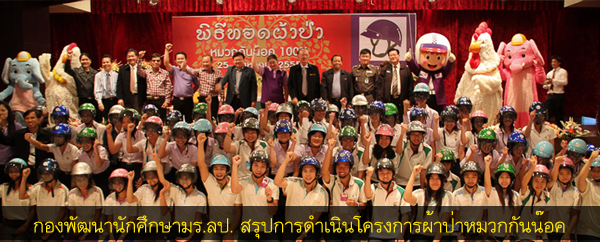 พิธีทอดผ้าป่า
หมวกกันน๊อค 100%
กองพัฒนานักศึกษามร.ลป. สรุปการดำเนินโครงการผ้าป่าหมวกกันน๊อค